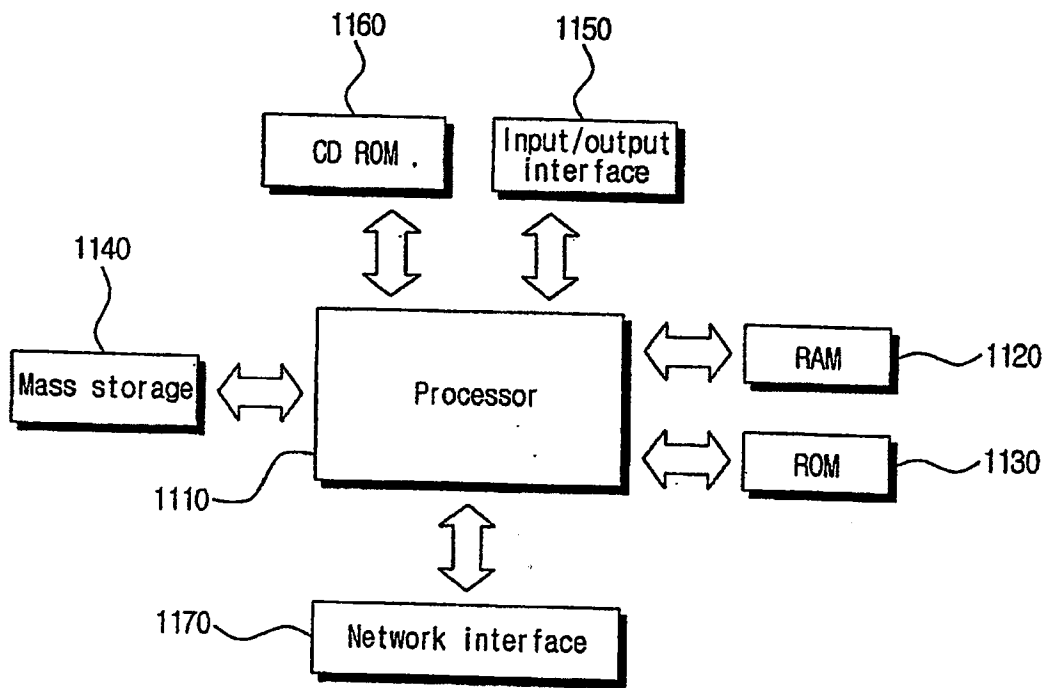 1160
1150
CD ROM
Input/output
interface
1140
Mass storage
Processor
RAM
1120
ROM
1130
1110
1170
Network interface